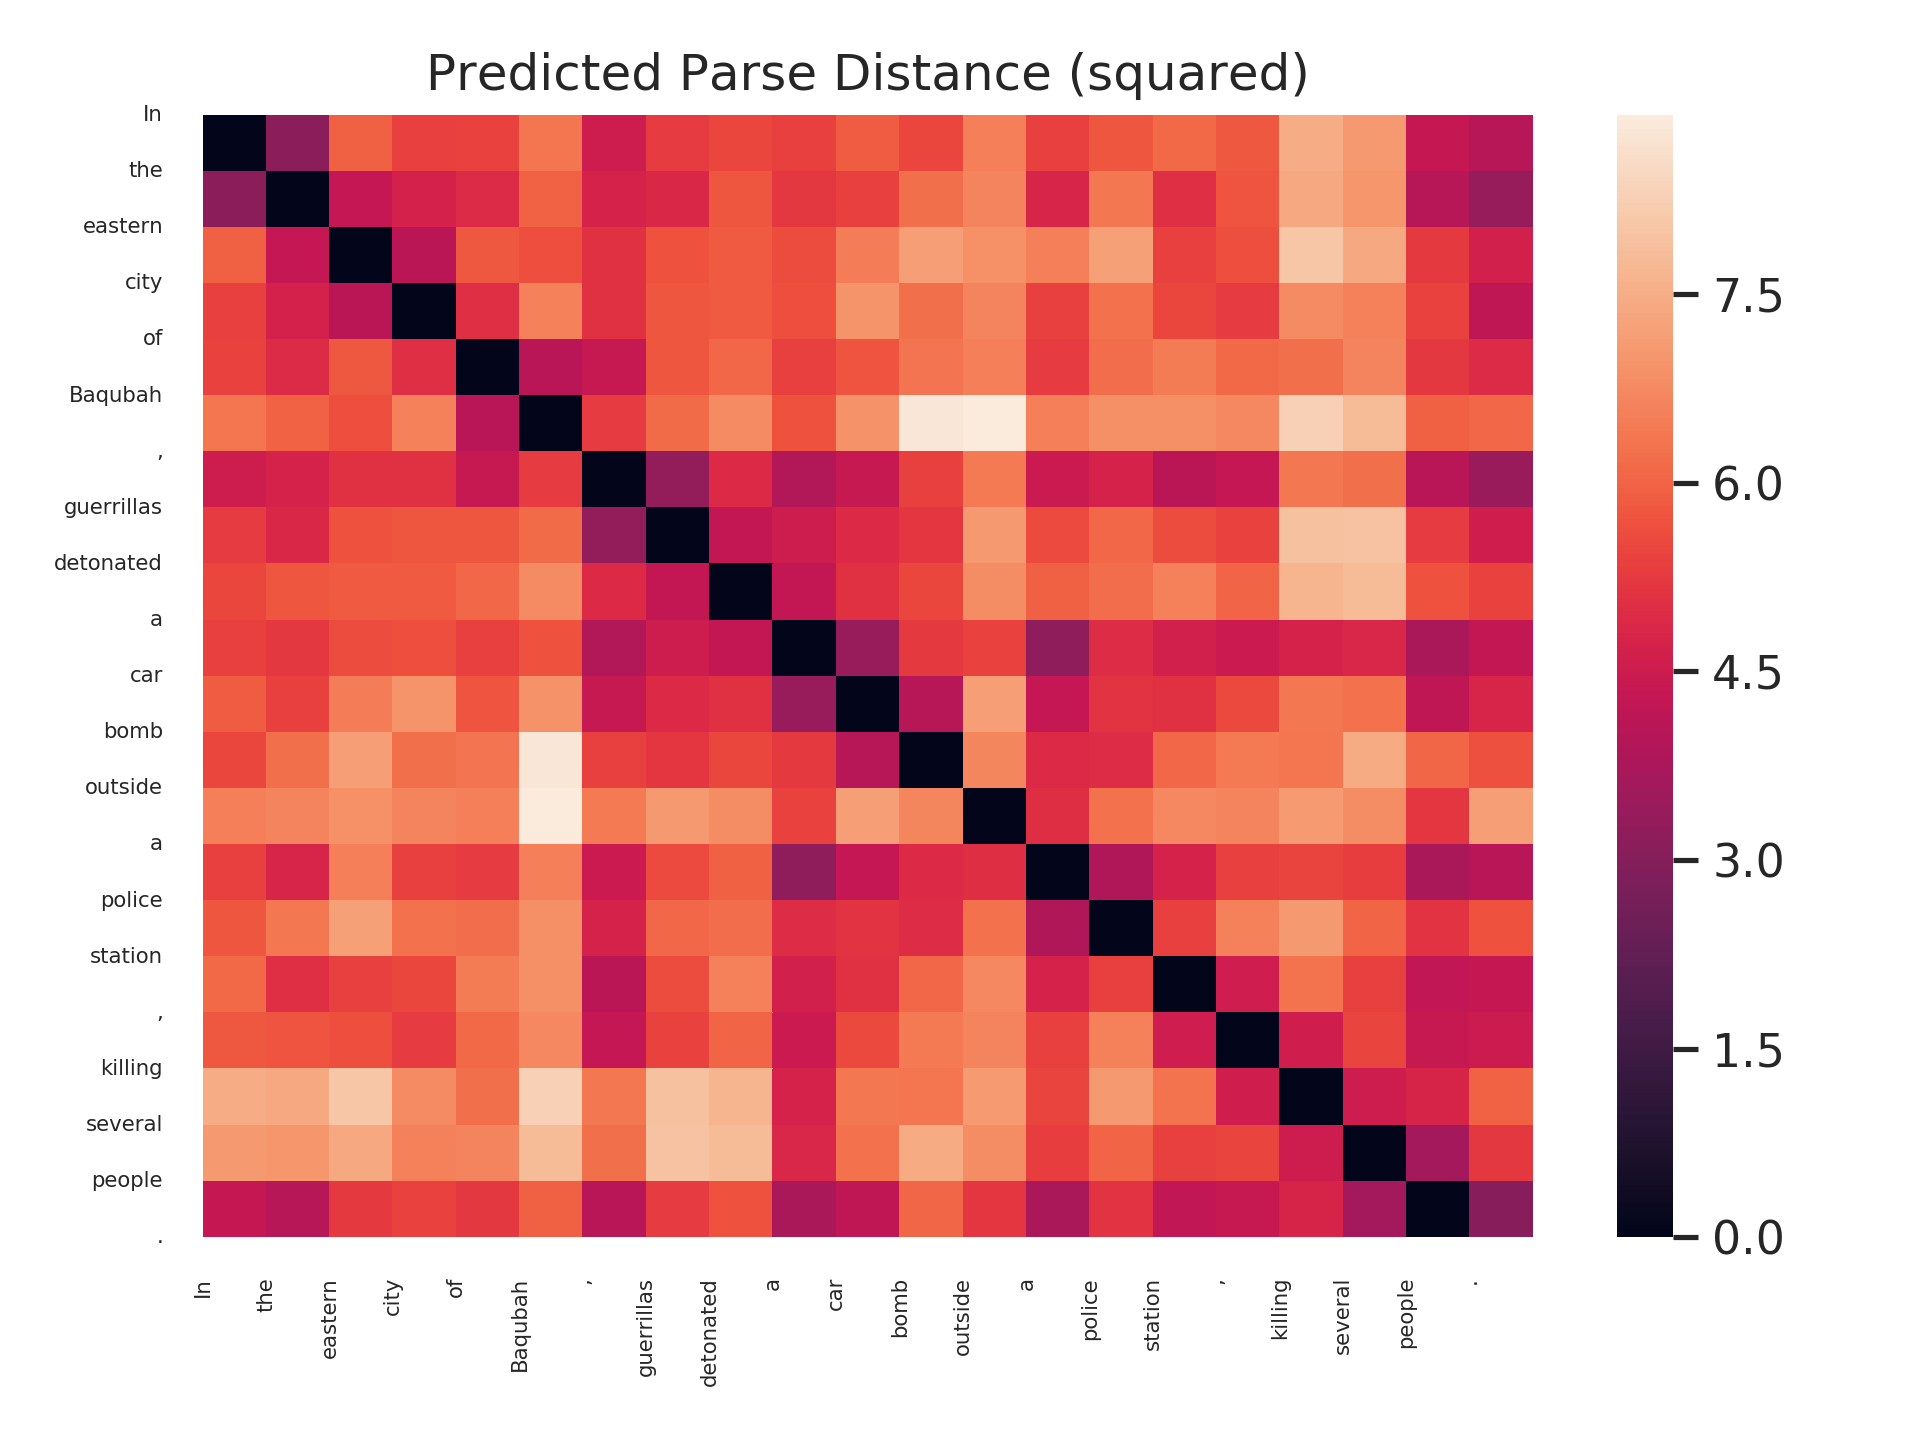 Predicted Parse Distance (squared)
In
the
eastern
city
of
Baqubah
,
guerrillas
detonated
a
car
bomb
outside
a
police
station
,
killing
several
people
.
7.5
6.0
4.5
3.0
1.5
0.0
In the eastern city of Baqubah , guerrillas detonated a car bomb outside a police station , killing several people .